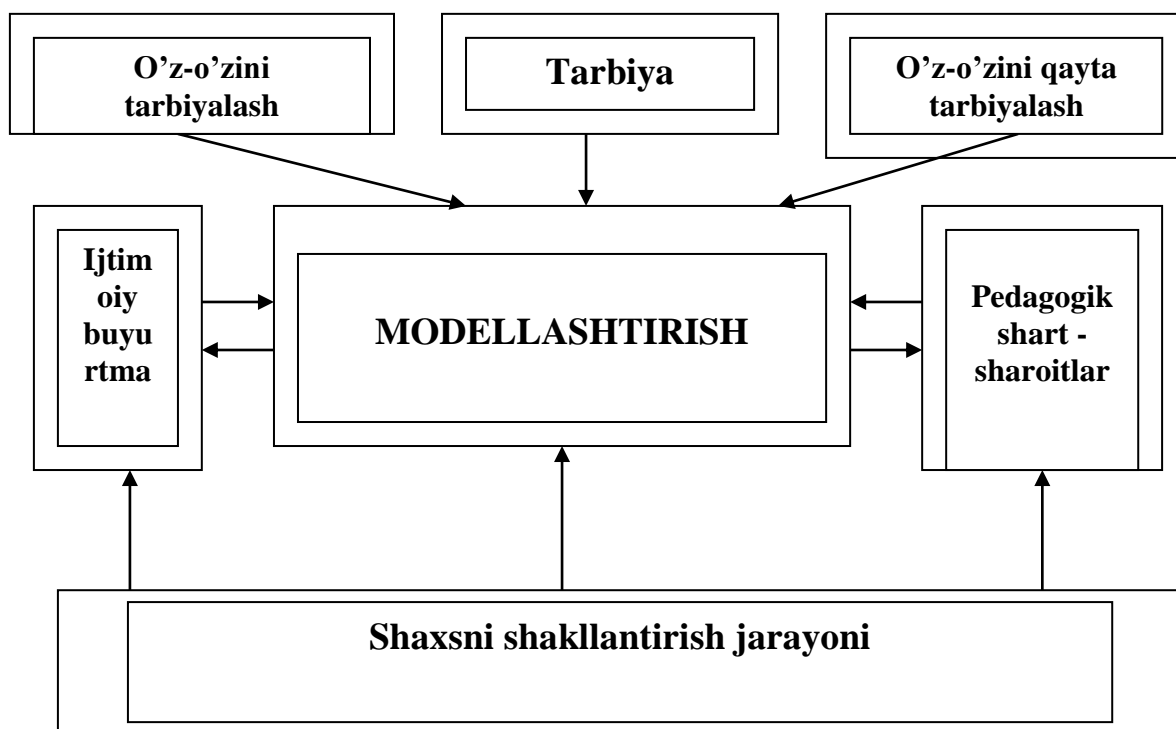 O’z-o’zini
tarbiyalash
Tarbiya
O’z-o’zini qayta
tarbiyalash
Ijtim
oiy
buyu
rtma
MODELLASHTIRISH
Pedagogik
shart -
sharoitlar
Shaxsni shakllantirish jarayoni